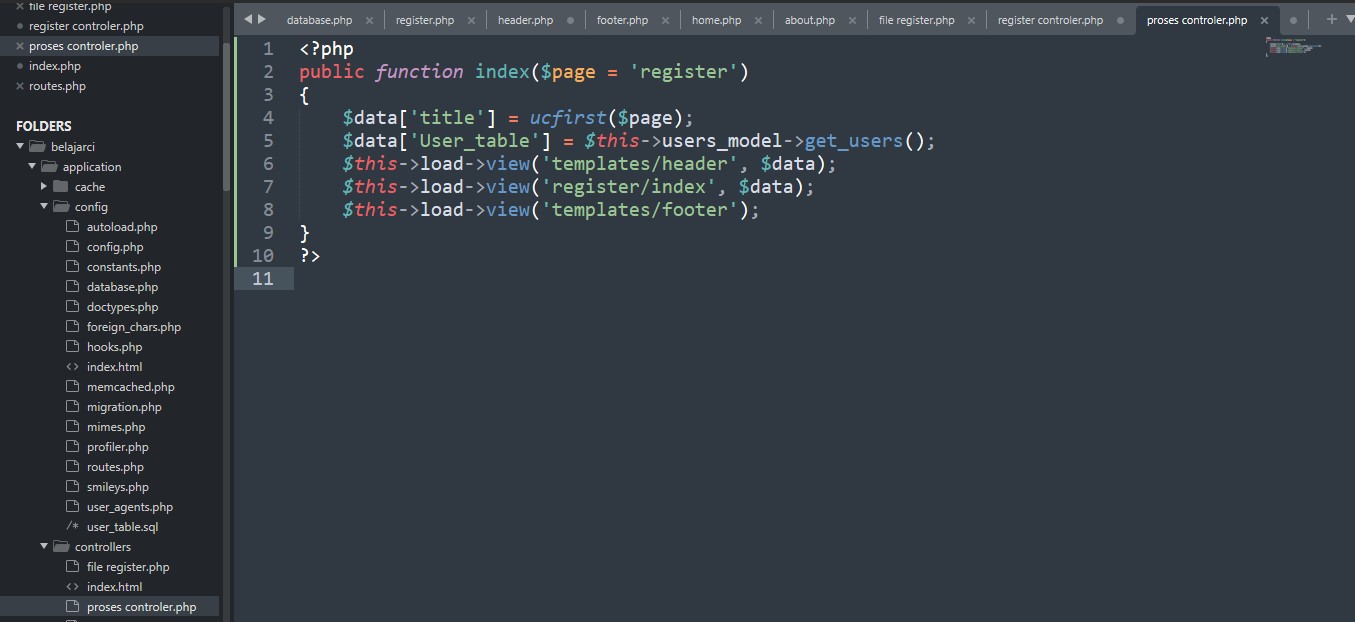 file register.php
register controler.php
proses controler.php
index.php
routes.php
FOLDERS
belajarci
application
cache
config
autoload.php
config.php
constants.php
database.php
doctypes.php
foreign_chars.php
hooks.php
index.html
memcached.php
migration.php
mimes.php
profiler.php
routes.php
smileys.php
user_agents.php
user_table.sql
controllers
file register.php
index.html
proses controler.php
database.php register.php header.php footer.php home.php about.php file register.php register controler.php proses controler.php
1 <?php
2 public function index($page = 'register')
3 {
4 $data['title'] = ucfirst($page);
5 $data['User_table'] = $this->users_model->get_users();
6 $this->load->view('templates/header', $data);
7 $this->load->view('register/index', $data);
8 $this->load->view('templates/footer');
9 }
10 ?>
11